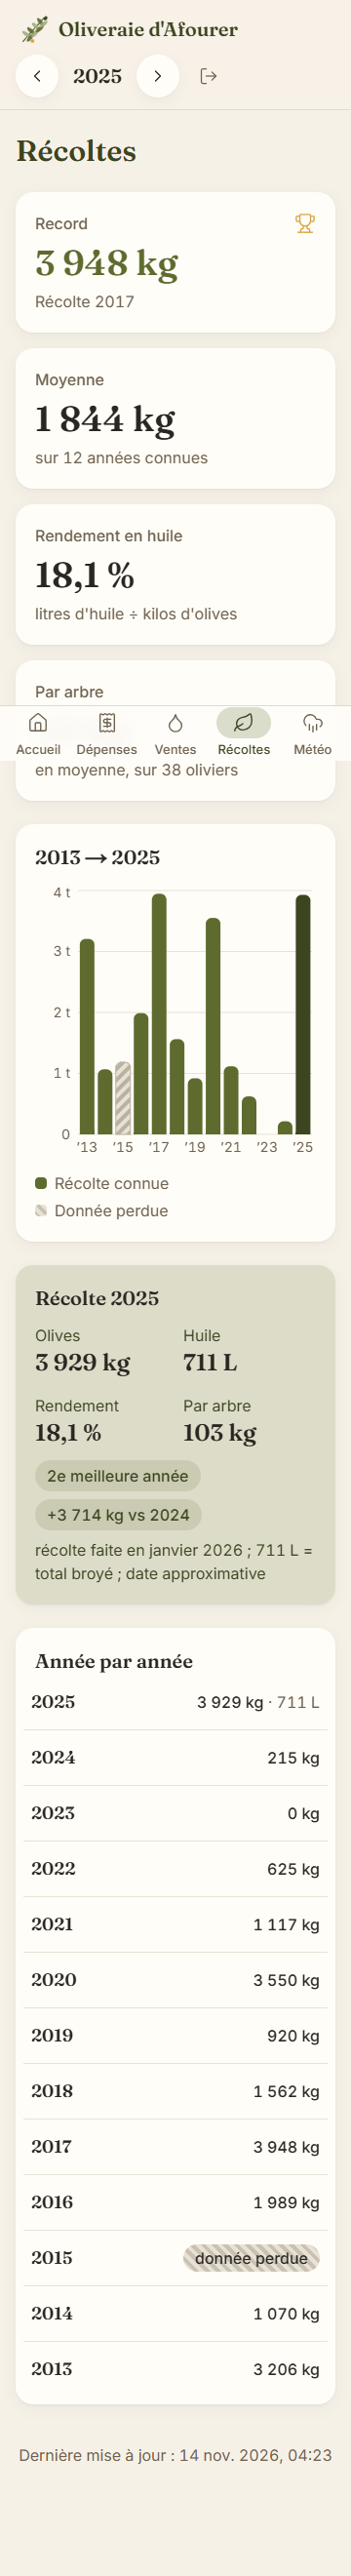 Oliveraie d'Afourer
2025
Récoltes
Record
3 948 kg
Récolte 2017
Moyenne
1 844 kg
sur 12 années connues
Rendement en huile
18,1 %
litres d'huile ÷ kilos d'olives
Par arbre
Accueil Dépenses Ventes Récoltes Météo
en moyenne, sur 38 oliviers
2013 → 2025
4 t
3 t
2 t
1 t
0
'13 '15 '17 '19 '21 '23 '25
Récolte connue
Donnée perdue
Récolte 2025
Olives Huile
3 929 kg 711 L
Rendement Par arbre
18,1 % 103 kg
2e meilleure année
+3 714 kg vs 2024
récolte faite en janvier 2026 ; 711 L =
total broyé ; date approximative
Année par année
2025 3 929 kg · 711 L
2024 215 kg
2023 0 kg
2022 625 kg
2021 1 117 kg
2020 3 550 kg
2019 920 kg
2018 1 562 kg
2017 3 948 kg
2016 1 989 kg
2015 donnée perdue
2014 1 070 kg
2013 3 206 kg
Dernière mise à jour : 14 nov. 2026, 04:23